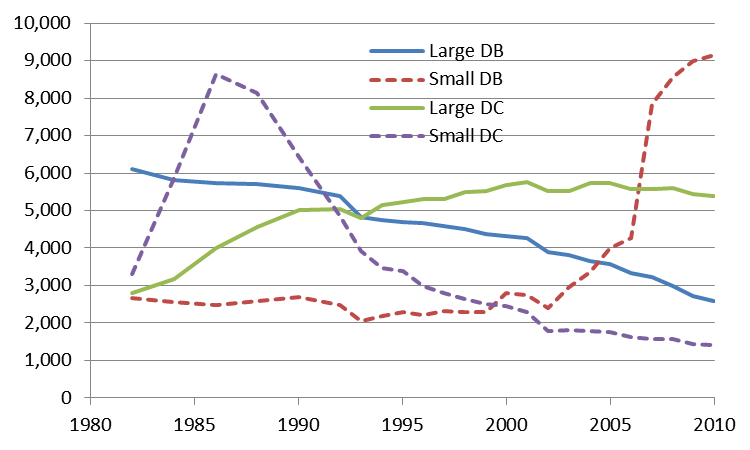 10,000
9,000
8,000
7,000
6,000
5,000
4,000
3,000
2,000
1,000
0
Large DB
Small DB
Large DC
Small DC
1980 1985 1990 1995 2000 2005 2010